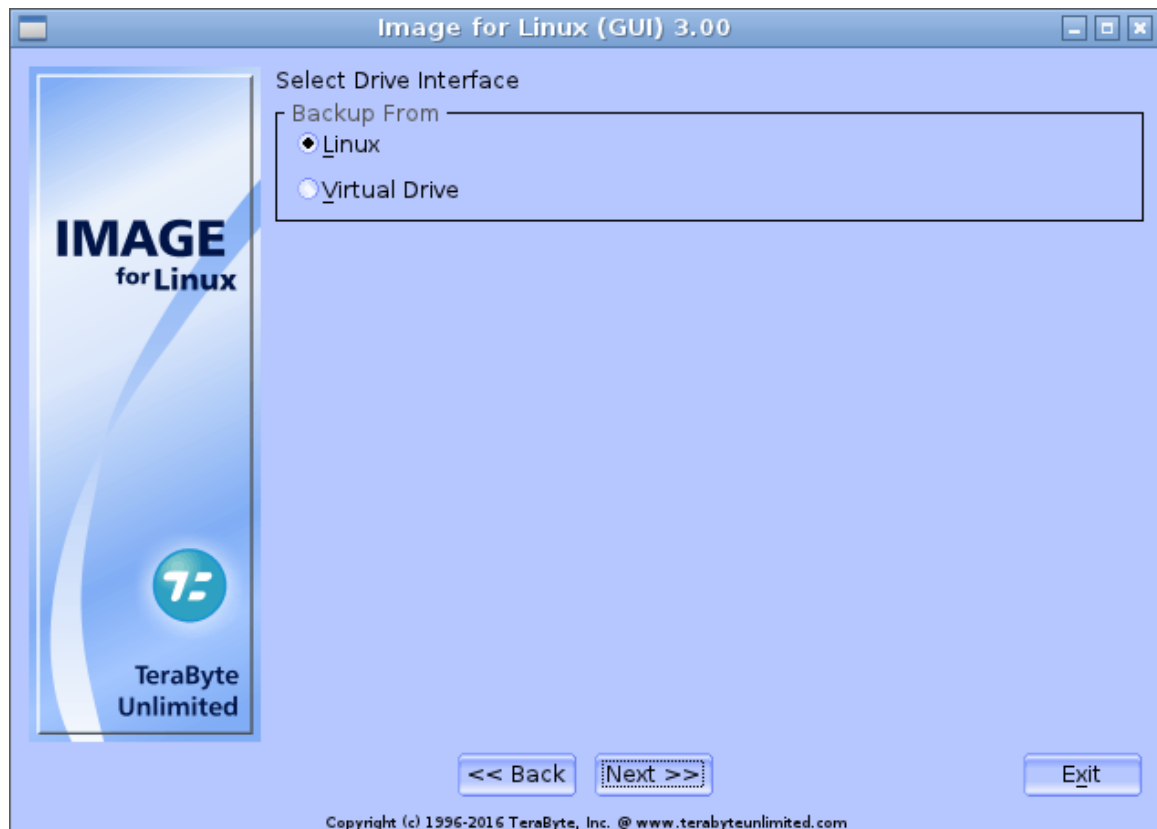 Image for Linux (GUI) 3.00
Select Drive Interface
Backup From
Linux
Virtual Drive
IMAGE
for Linux
TeraByte
Unlimited
<< Back
Next >>
Exit
Copyright (c) 1996-2016 TeraByte, Inc. @ www.terabyteunlimited.com